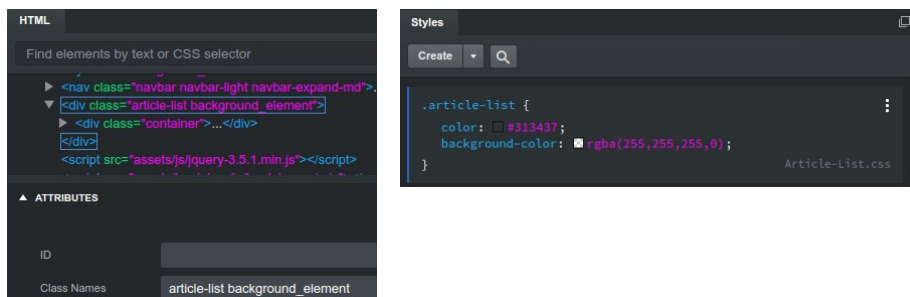 HTML
Find elements by text or CSS selector
▶ <nav class="navbar navbar-light navbar-expand-md">.
▼ <div class="article-list background_element">
▶ <div class="container">...</div>
</div>
<script src="assets/js/jquery-3.5.1.min.js"></script>
ATTRIBUTES
ID
Class Names article-list background_element
Styles
Create
.article-list {
color: #313437;
background-color: rgba(255,255,255,0);
}
Article-List.css